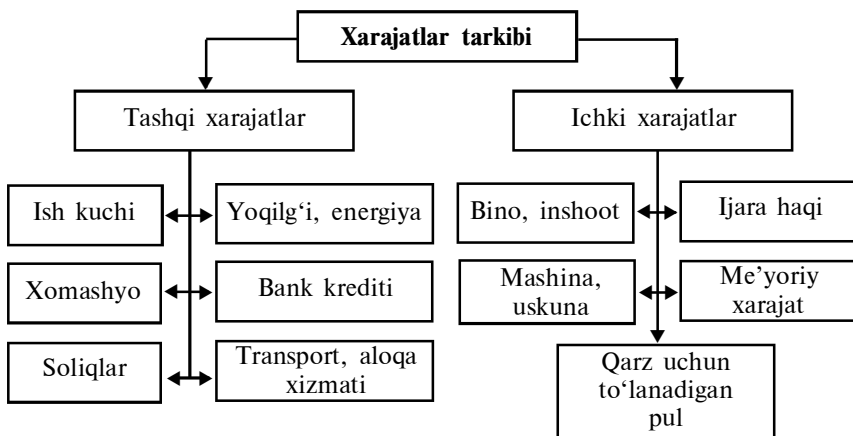 Xarajatlar tarkibi
Tashqi xarajatlar
Ichki xarajatlar
Ish kuchi
Yoqilg‘i, energiya
Xomashyo
Bank krediti
Soliqlar
Transport, aloqa
xizmati
Bino, inshoot
Ijara haqi
Mashina,
uskuna
Me’yoriy
xarajat
Qarz uchun
to‘lanadigan
pul